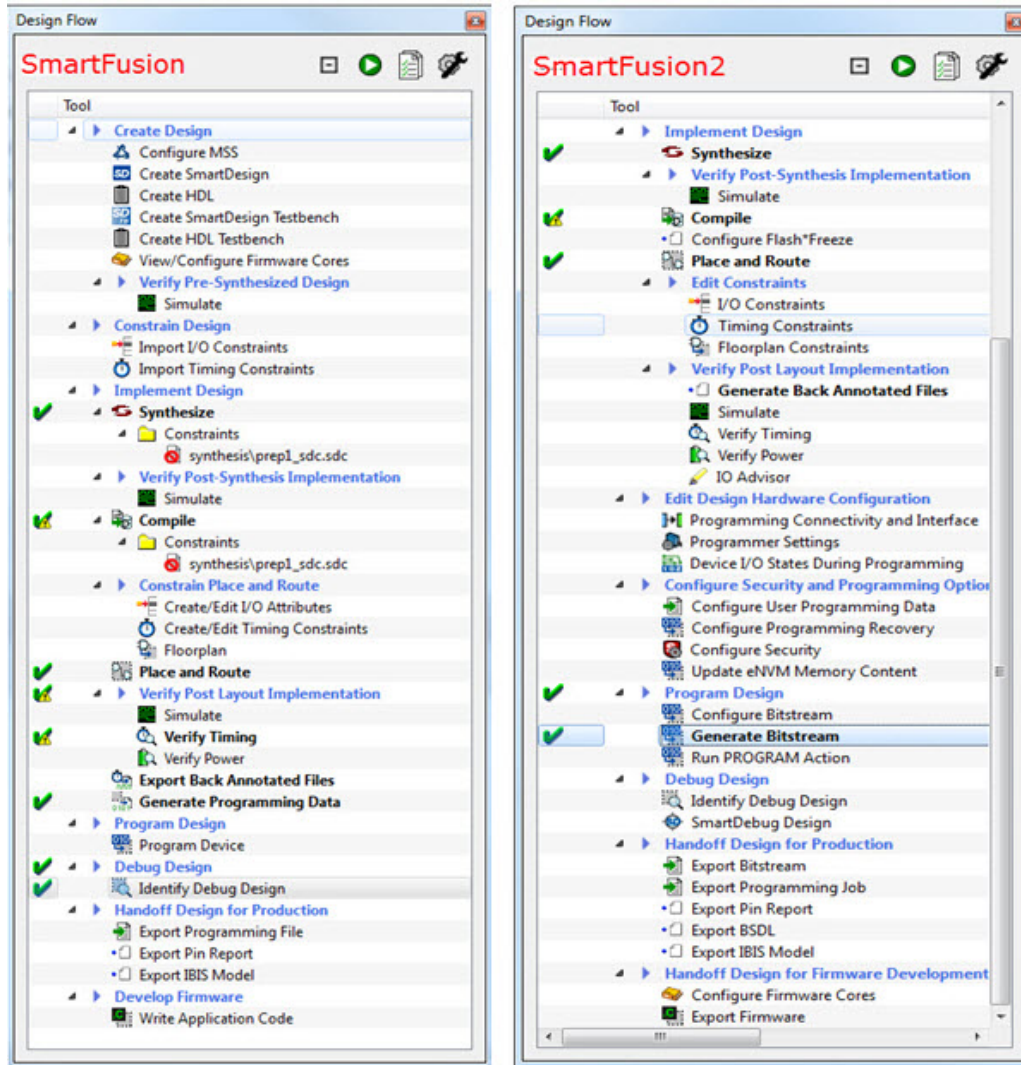 Design Flow
SmartFusion
Tool
Create Design
Configure MSS
Create SmartDesign
Create HDL
Create SmartDesign Testbench
Create HDL Testbench
View/Configure Firmware Cores
Verify Pre-Synthesized Design
Simulate
Constrain Design
Import I/O Constraints
Import Timing Constraints
Implement Design
Synthesize
Constraints
synthesis\prep1_sdc.sdc
Verify Post-Synthesis Implementation
Simulate
Compile
Constraints
synthesis\prep1_sdc.sdc
Constrain Place and Route
Create/Edit I/O Attributes
Create/Edit Timing Constraints
Floorplan
Place and Route
Verify Post Layout Implementation
Simulate
Verify Timing
Verify Power
Export Back Annotated Files
Generate Programming Data
Program Design
Program Device
Debug Design
Identify Debug Design
Handoff Design for Production
Export Programming File
Export Pin Report
Export IBIS Model
Develop Firmware
Write Application Code
Design Flow
SmartFusion2
Tool
Implement Design
Synthesize
Verify Post-Synthesis Implementation
Simulate
Compile
Configure Flash*Freeze
Place and Route
Edit Constraints
I/O Constraints
Timing Constraints
Floorplan Constraints
Verify Post Layout Implementation
Generate Back Annotated Files
Simulate
Verify Timing
Verify Power
IO Advisor
Edit Design Hardware Configuration
Programming Connectivity and Interface
Programmer Settings
Device I/O States During Programming
Configure Security and Programming Option
Configure User Programming Data
Configure Programming Recovery
Configure Security
Update eNVM Memory Content
Program Design
Configure Bitstream
Generate Bitstream
Run PROGRAM Action
Debug Design
Identify Debug Design
SmartDebug Design
Handoff Design for Production
Export Bitstream
Export Programming Job
Export Pin Report
Export BSDL
Export IBIS Model
Handoff Design for Firmware Development
Configure Firmware Cores
Export Firmware